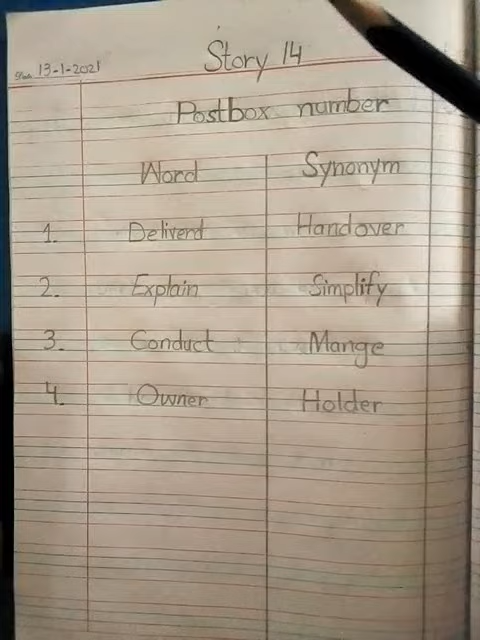 Story 14
13-1-2021
Postbox number
Word Synonym
1. Deliverd Handover
2. Explain Simplify
3. Conduct Mange
4. Owner Holder